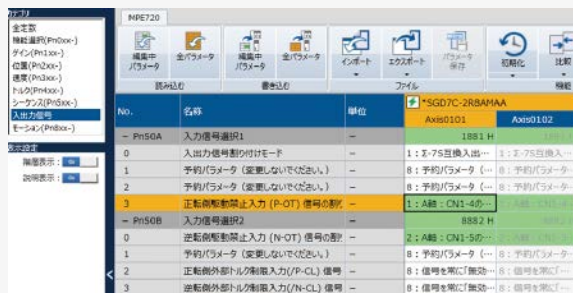 カテゴリ
全定数
機能選択(Pn0xx-)
ゲイン(Pn1xx-)
位置(Pn2xx-)
速度(Pn3xx-)
トルク(Pn4xx-)
シーケンス(Pn5xx-)
入出力信号
モーション(Pn8xx-)
表示設定
階層表示：
説明表示：
MPE720
編集中
パラメータ
全パラメータ
編集中
パラメータ
全パラメータ
インポート
エクスポート
パラメータ
保存
初期化
比較
読み込む
書き込む
ファイル
機能
No. 名称 単位
*SGD7C-2R8AMAA
Axis0101 Axis0102
− Pn50A 入力信号選択1 − 1881 H
0 入出力信号割り付けモード − 1：Σ-7S互換入出… 1：Σ-7S互換入…
1 予約パラメータ (変更しないでください。) − 8：予約パラメータ (… 8：予約パラメータ…
2 予約パラメータ (変更しないでください。) − 8：予約パラメータ (… 8：予約パラメータ…
3 正転側駆動禁止入力 (P-OT) 信号の割 − 1：A軸：CN1-4の…
− Pn50B 入力信号選択2 − 8882 H
0 逆転側駆動禁止入力 (N-OT) 信号の割 − 2：A軸：CN1-5の…
1 予約パラメータ (変更しないでください。) − 8：予約パラメータ (… 8：予約パラメータ…
2 正転側外部トルク制限入力(/P-CL) 信号 − 8：信号を常に「無効… 8：信号を常に「…
3 逆転側外部トルク制限入力(/N-CL) 信号 − 8：信号を常に「無効… 8：信号を常に「…